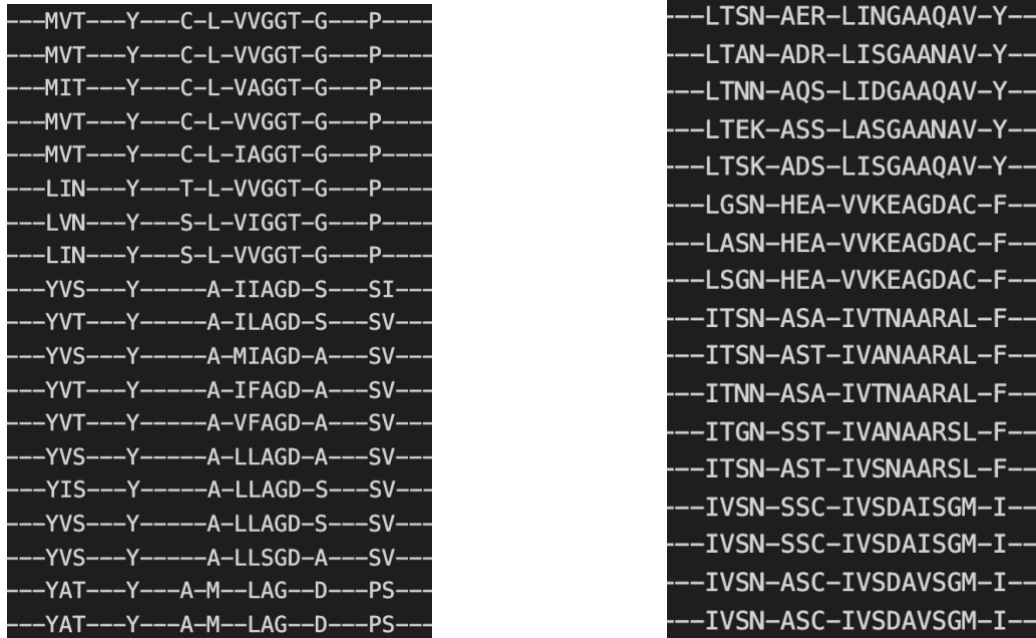 ---MVT---Y---C-L-VVGGT-G---P----
---MVT---Y---C-L-VVGGT-G---P----
---MIT---Y---C-L-VAGGT-G---P----
---MVT---Y---C-L-VVGGT-G---P----
---MVT---Y---C-L-IAGGT-G---P----
---LIN---Y---T-L-VVGGT-G---P----
---LVN---Y---S-L-VIGGT-G---P----
---LIN---Y---S-L-VVGGT-G---P----
---YVS---Y-----A-IIAGD-S---SI---
---YVT---Y-----A-ILAGD-S---SV---
---YVS---Y-----A-MIAGD-A---SV---
---YVT---Y-----A-IFAGD-A---SV---
---YVT---Y-----A-VFAGD-A---SV---
---YVS---Y-----A-LLAGD-A---SV---
---YIS---Y-----A-LLAGD-S---SV---
---YVS---Y-----A-LLAGD-S---SV---
---YVS---Y-----A-LLSGD-A---SV---
---YAT---Y---A-M--LAG--D---PS---
---YAT---Y---A-M--LAG--D---PS---
---LTSN-AER-LINGAAQAV-Y--
---LTAN-ADR-LISGAANAV-Y--
---LTNN-AQS-LIDGAAQAV-Y--
---LTEK-ASS-LASGAANAV-Y--
---LTSK-ADS-LISGAAQAV-Y--
---LGSN-HEA-VVKEAGDAC-F--
---LASN-HEA-VVKEAGDAC-F--
---LSGN-HEA-VVKEAGDAC-F--
---ITSN-ASA-IVTNAARAL-F--
---ITSN-AST-IVANAARAL-F--
---ITNN-ASA-IVTNAARAL-F--
---ITGN-SST-IVANAARSL-F--
---ITSN-AST-IVSNAARSL-F--
---IVSN-SSC-IVSDAISGM-I--
---IVSN-SSC-IVSDAISGM-I--
---IVSN-ASC-IVSDAVSGM-I--
---IVSN-ASC-IVSDAVSGM-I--